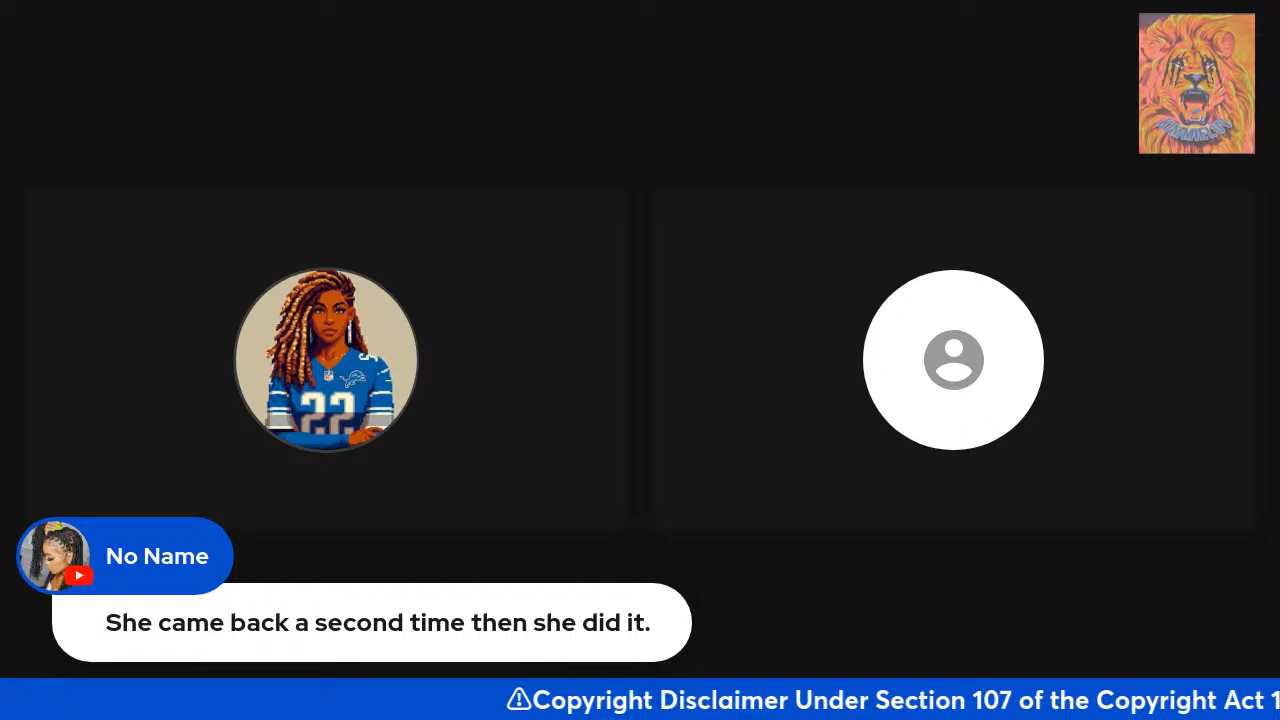 22
No Name
She came back a second time then she did it.
⚠Copyright Disclaimer Under Section 107 of the Copyright Act 1